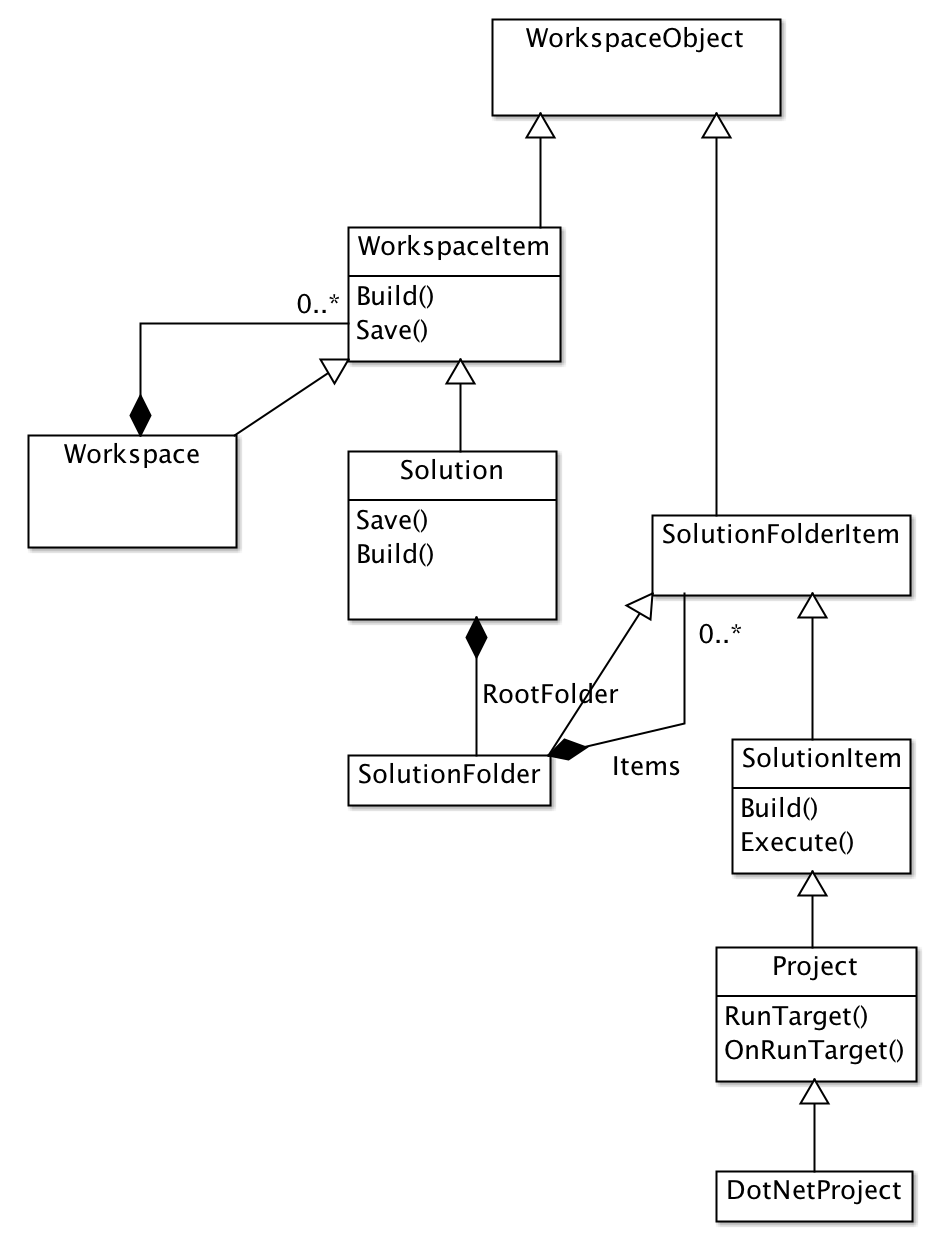 WorkspaceObject
WorkspaceItem
Build()
Save()
0..*
Workspace
Solution
Save()
Build()
SolutionFolderItem
0..*
RootFolder
SolutionFolder
Items
SolutionItem
Build()
Execute()
Project
RunTarget()
OnRunTarget()
DotNetProject